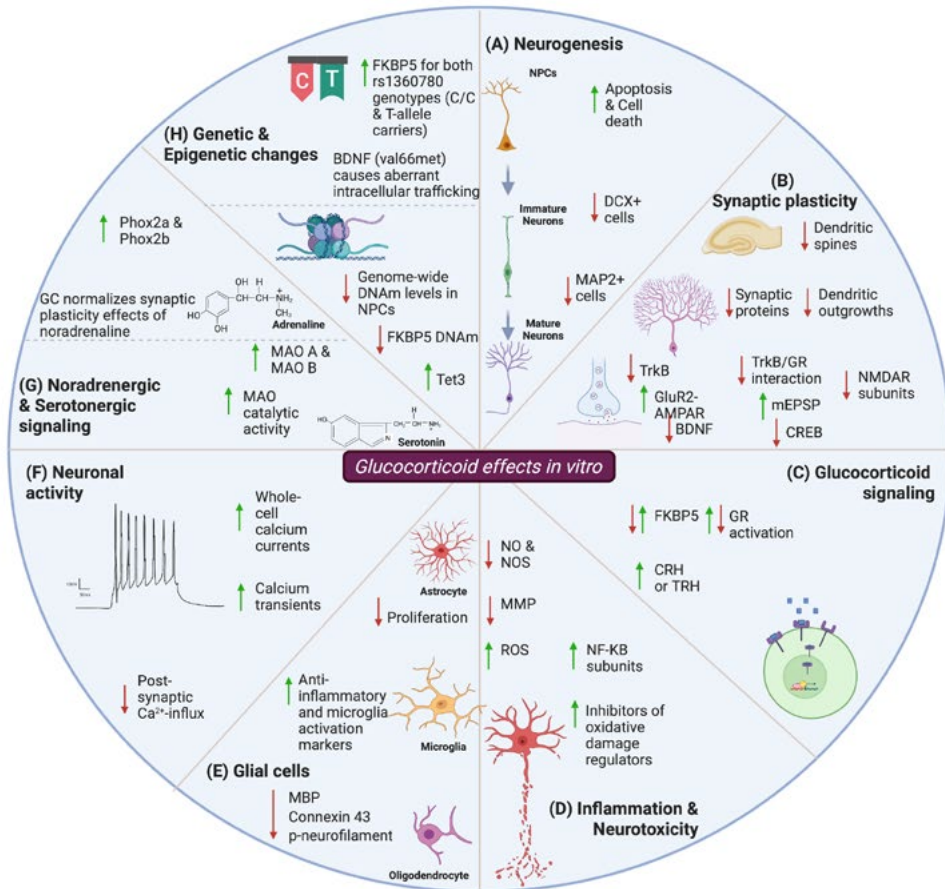 (A) Neurogenesis
NPCs
Apoptosis
& Cell
death
Immature
Neurons
DCX+
cells
MAP2+
cells
Mature
Neurons
(B)
Synaptic plasticity
Dendritic
spines
Synaptic
proteins
Dendritic
outgrowths
TrkB
GluR2-
AMPAR
BDNF
TrkB/GR
interaction
mEPSP
CREB
NMDAR
subunits
(C) Glucocorticoid
signaling
FKBP5
GR
activation
CRH
or TRH
(D) Inflammation &
Neurotoxicity
NO &
NOS
MMP
ROS
NF-KB
subunits
Inhibitors of
oxidative
damage
regulators
(E) Glial cells
Astrocyte
Proliferation
Anti-
inflammatory
and microglia
activation
markers
Microglia
MBP
Connexin 43
p-neurofilament
Oligodendrocyte
(F) Neuronal
activity
Whole-
cell
calcium
currents
Calcium
transients
Post-
synaptic
Ca²⁺-influx
(G) Noradrenergic
& Serotonergic
signaling
Phox2a &
Phox2b
GC normalizes synaptic
plasticity effects of
noradrenaline
OH H
HO
OH
CH₃
Adrenaline
MAO A &
MAO B
MAO
catalytic
activity
HO
Serotonin
(H) Genetic &
Epigenetic changes
C T
FKBP5 for both
rs1360780
genotypes (C/C
& T-allele
carriers)
BDNF (val66met)
causes aberrant
intracellular trafficking
Genome-wide
DNAm levels in
NPCs
FKBP5 DNAm
Tet3
Glucocorticoid effects in vitro